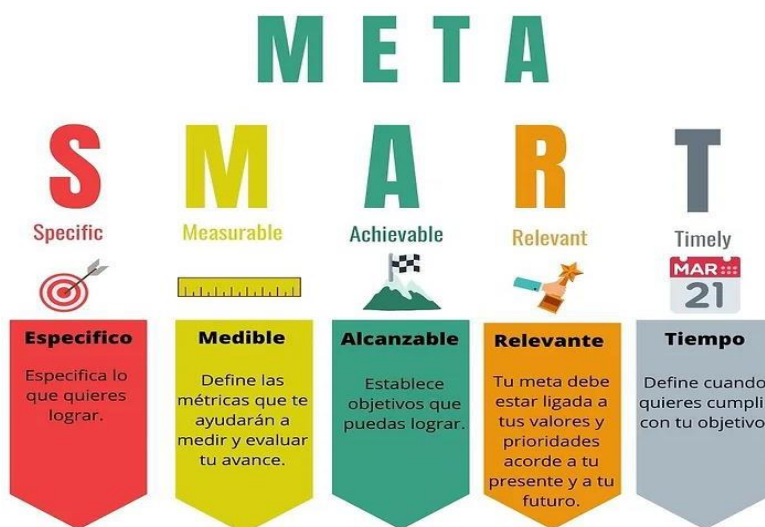 META
S M A R T
Specific Measurable Achievable Relevant Timely
MAR
21
Especifico
Especifica lo
que quieres
lograr.
Medible
Define las
métricas que te
ayudarán a
medir y evaluar
tu avance.
Alcanzable
Establece
objetivos que
puedas lograr.
Relevante
Tu meta debe
estar ligada a
tus valores y
prioridades
acorde a tu
presente y a tu
futuro.
Tiempo
Define cuando
quieres cumpli
con tu objetivo